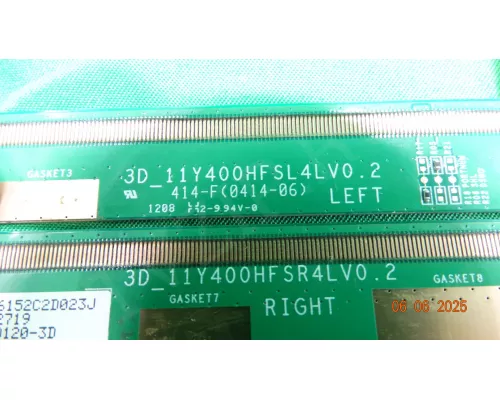 GASKET3
3D_11Y400HFSL4LV0.2
414-F(0414-06)
LEFT
1208
3D_11Y400HFSR4LV0.2
GASKET7
GASKET8
RIGHT
6152C2D023J
2719
0120-3D
06 06 2025